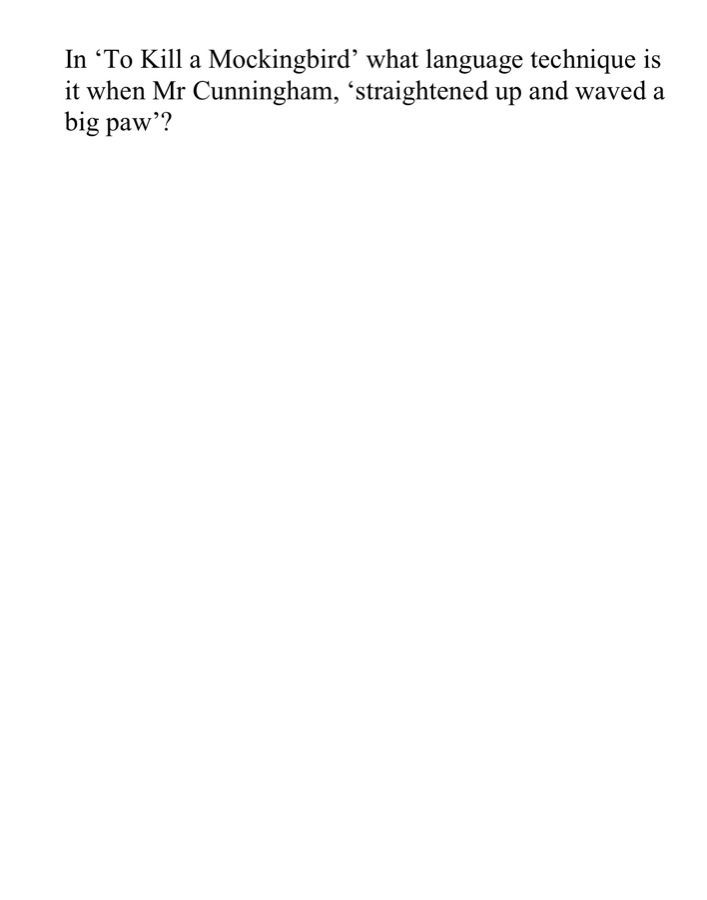 In ‘To Kill a Mockingbird’ what language technique is
it when Mr Cunningham, ‘straightened up and waved a
big paw’?